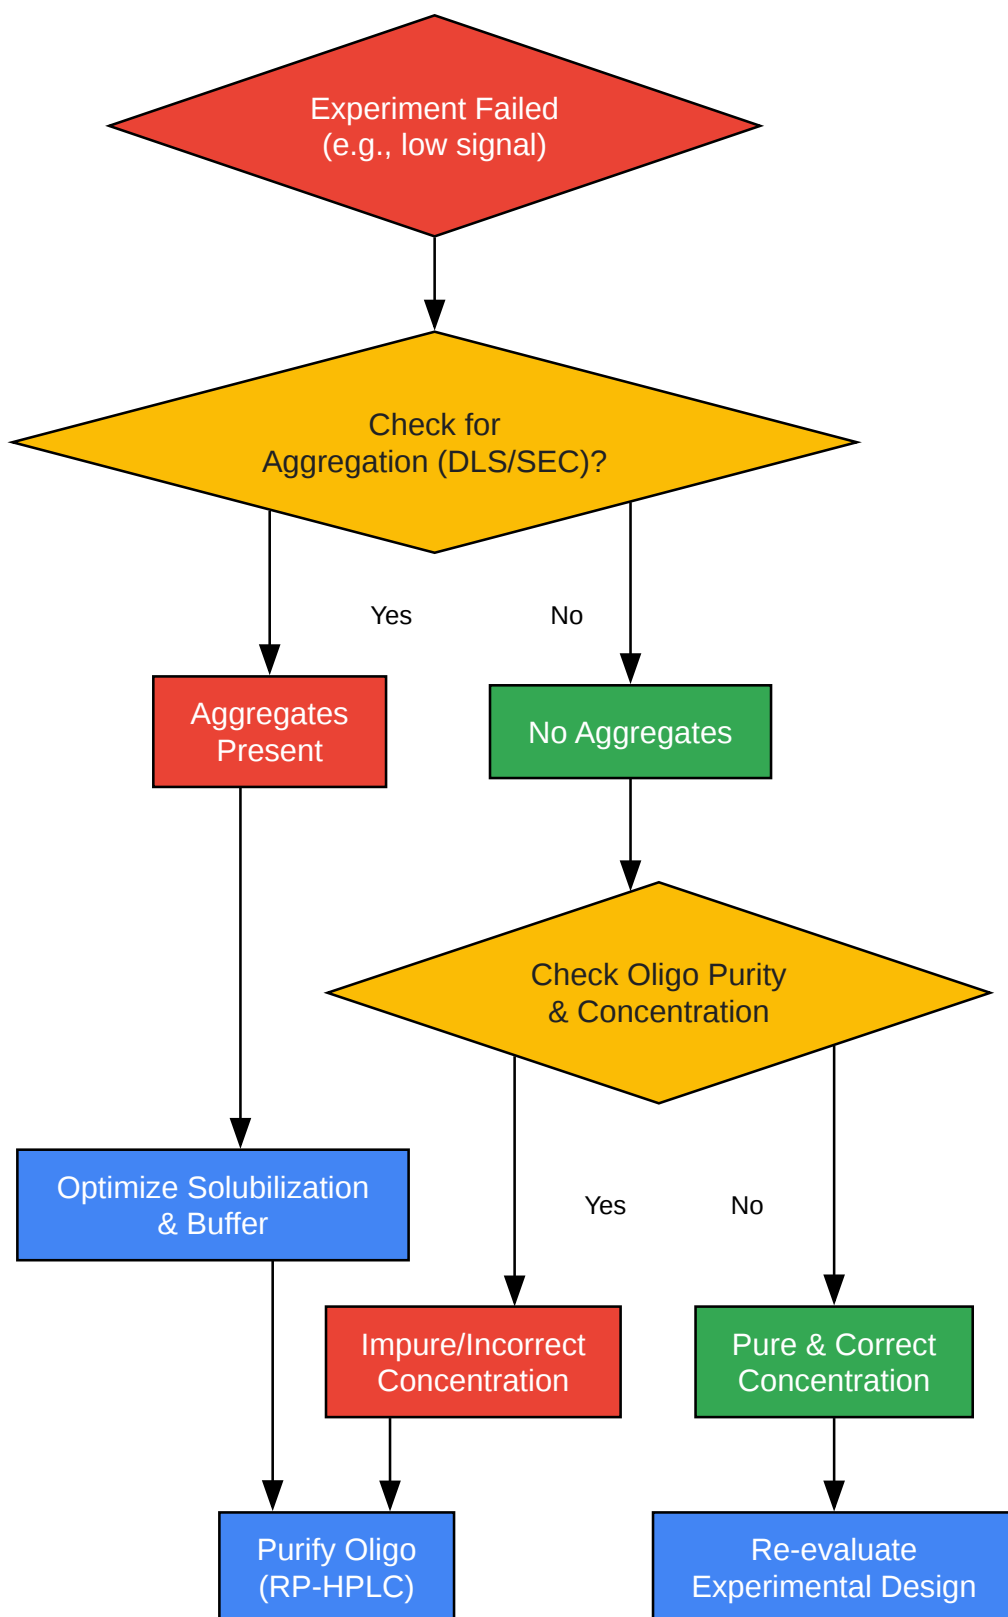 Experiment Failed
(e.g., low signal)
Check for
Aggregation (DLS/SEC)?
Yes
No
Aggregates
Present
No Aggregates
Check Oligo Purity
& Concentration
Optimize Solubilization
& Buffer
Yes
No
Impure/Incorrect
Concentration
Pure & Correct
Concentration
Purify Oligo
(RP-HPLC)
Re-evaluate
Experimental Design